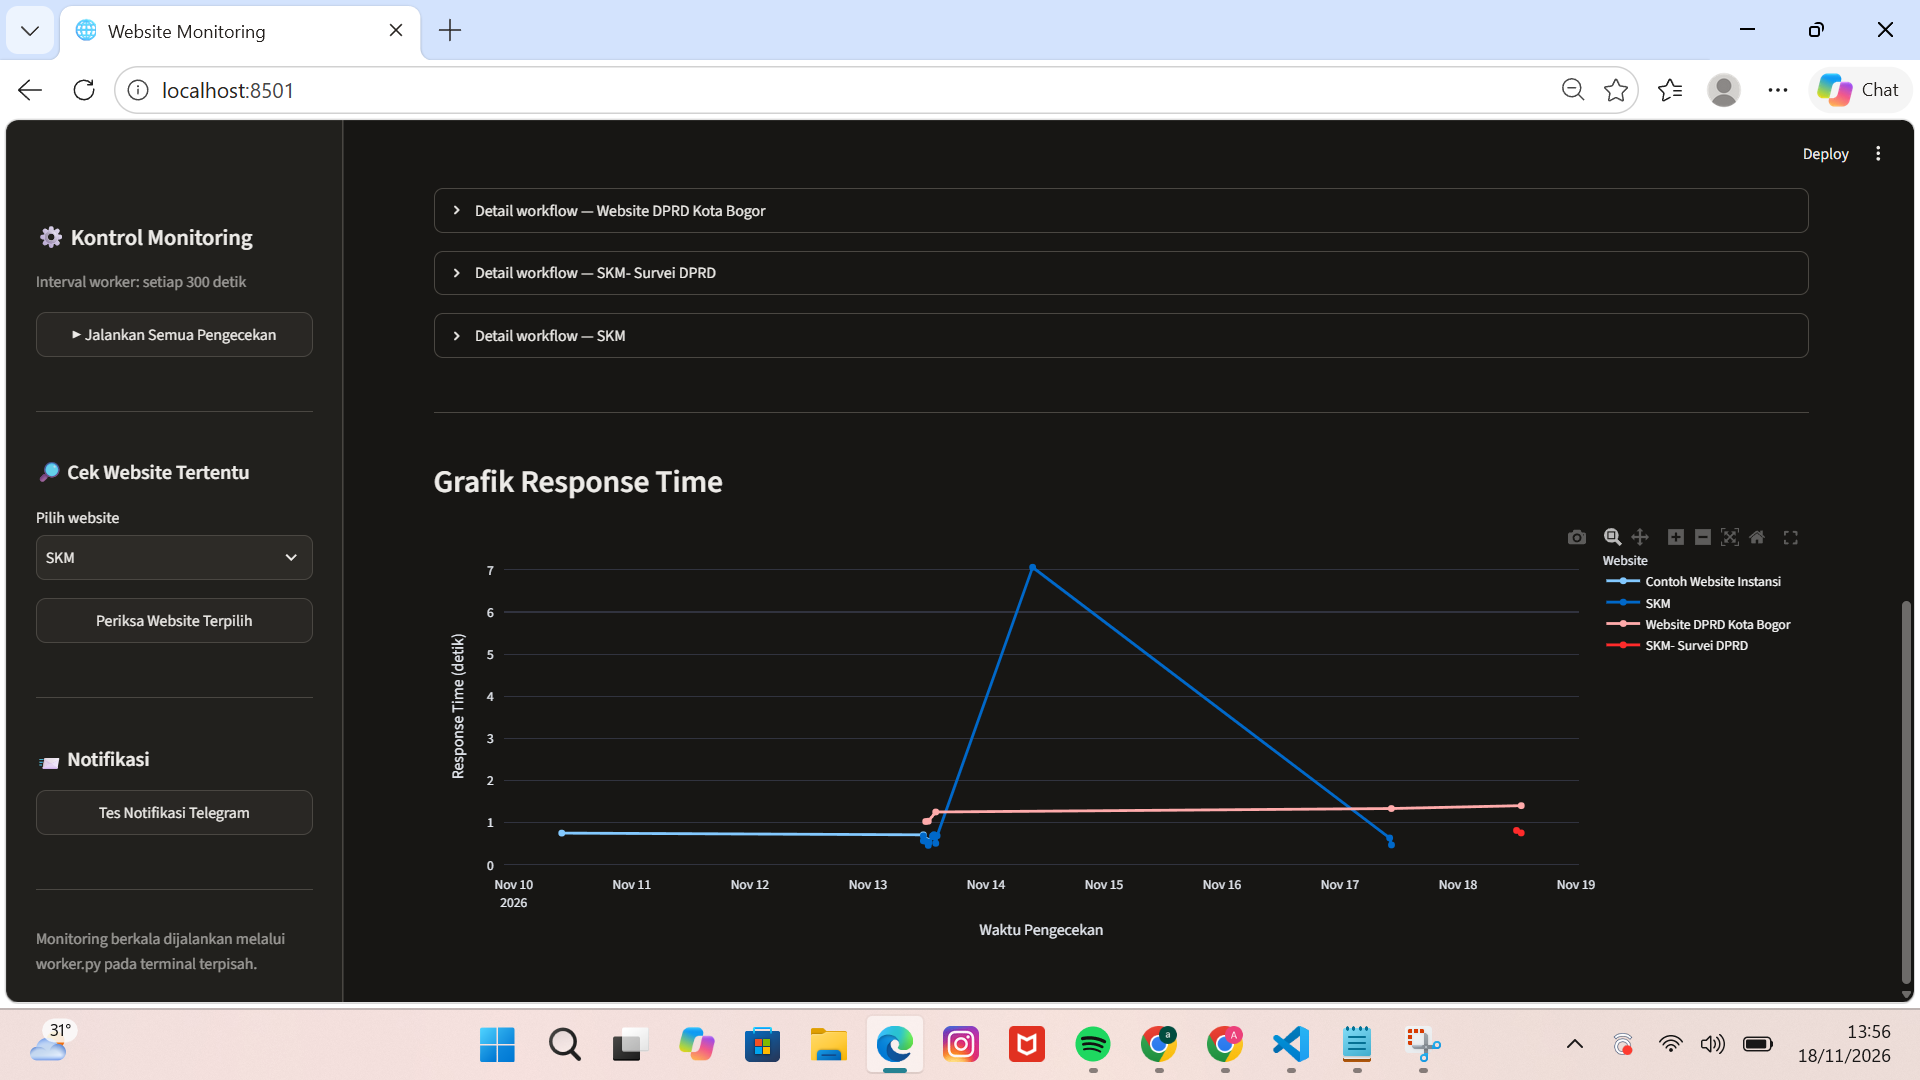 Website Monitoring
localhost:8501
Chat
Deploy
Kontrol Monitoring
Interval worker: setiap 300 detik
Jalankan Semua Pengecekan
Cek Website Tertentu
Pilih website
SKM
Periksa Website Terpilih
Notifikasi
Tes Notifikasi Telegram
Monitoring berkala dijalankan melalui
worker.py pada terminal terpisah.
Detail workflow — Website DPRD Kota Bogor
Detail workflow — SKM- Survei DPRD
Detail workflow — SKM
Grafik Response Time
Website
Contoh Website Instansi
SKM
Website DPRD Kota Bogor
SKM- Survei DPRD
Response Time (detik)
7
6
5
4
3
2
1
0
Nov 10 Nov 11 Nov 12 Nov 13 Nov 14 Nov 15 Nov 16 Nov 17 Nov 18 Nov 19
2026
Waktu Pengecekan
31°
a
A
13:56
18/11/2026